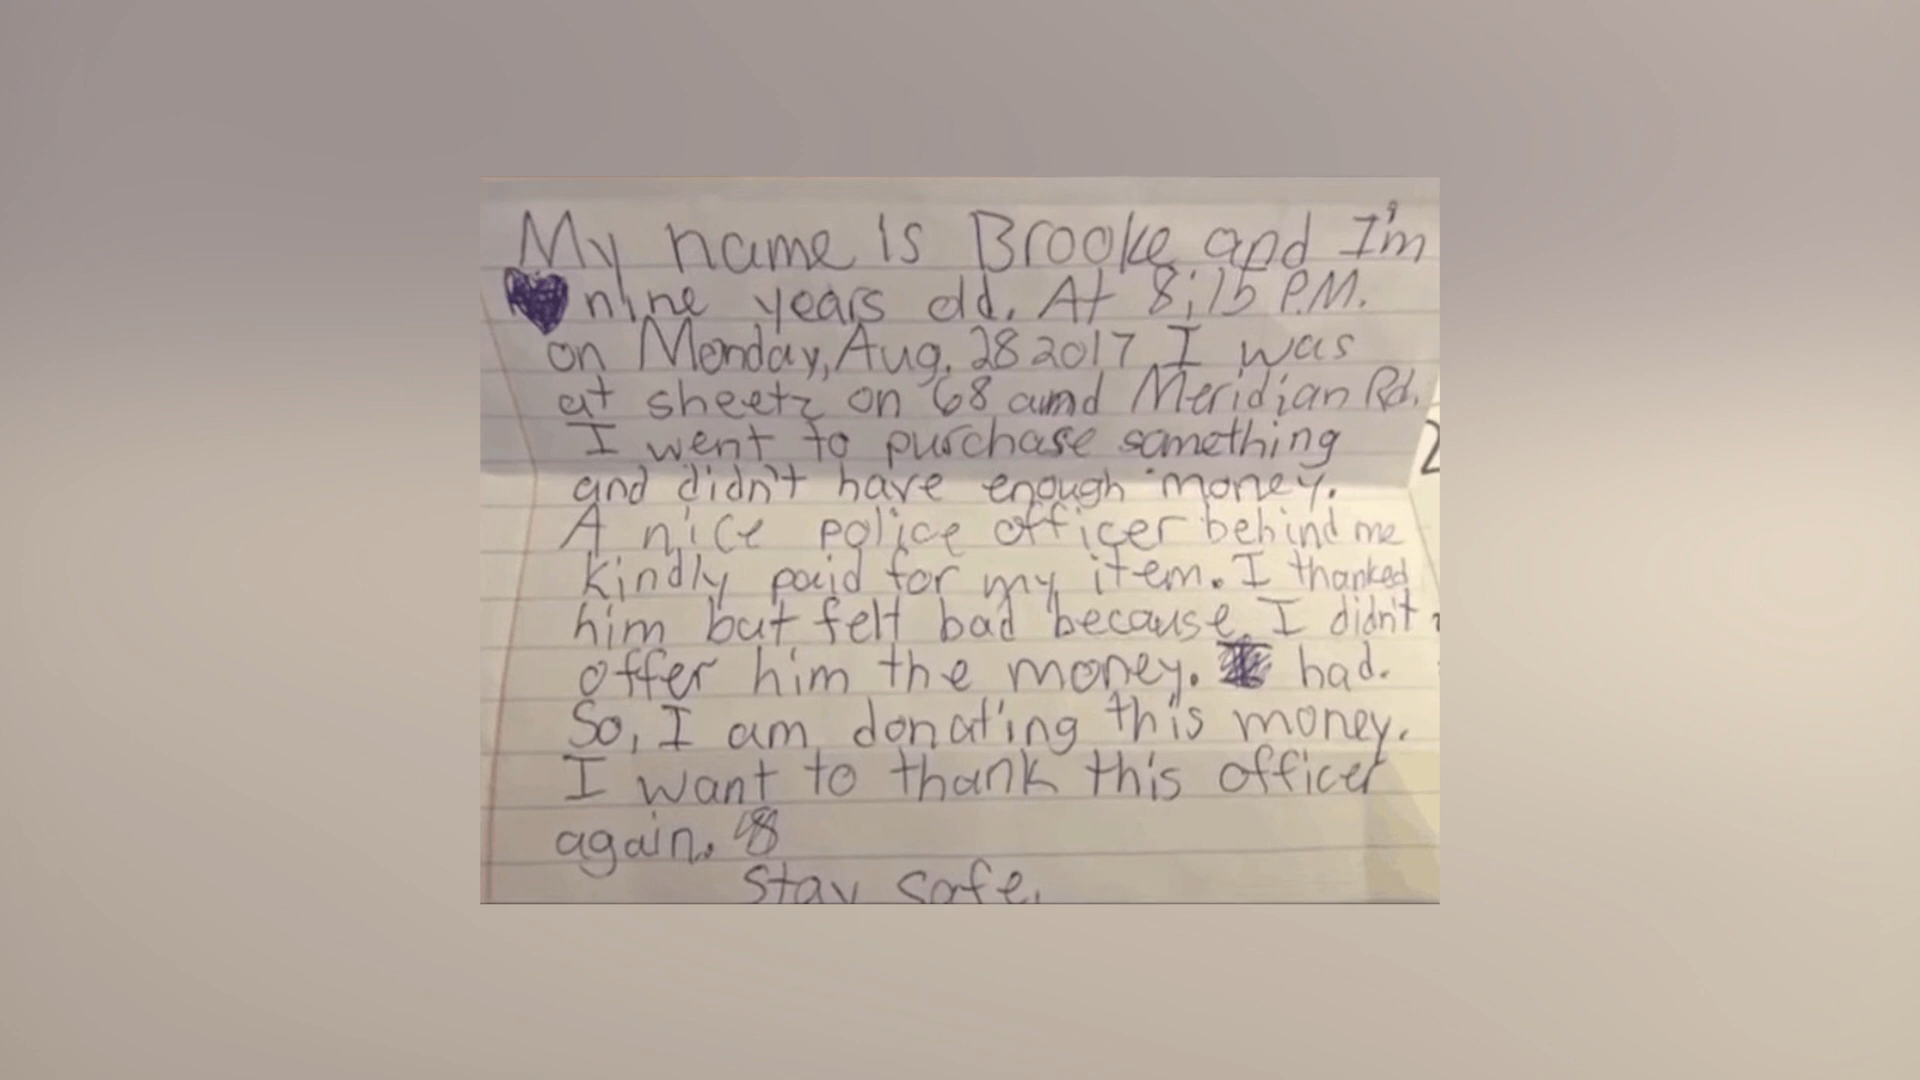 My name is Brooke and I'm
nine years old. At 8:15 P.M.
on Monday, Aug. 28 2017 I was
at sheetz on 68 and Meridian Rd.
I went to purchase something
and didn't have enough money.
A nice police officer behind me
kindly paid for my item. I thanked
him but felt bad because I didn't
offer him the money. had.
So, I am donating this money.
I want to thank this officer
again.
Stay safe.